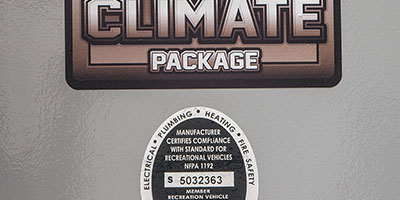 CLIMATE
PACKAGE
ELECTRICAL • PLUMBING • HEATING • FIRE SAFETY
MANUFACTURER
CERTIFIES COMPLIANCE
WITH STANDARD FOR
RECREATIONAL VEHICLES
NFPA 1192
S 5032363
MEMBER
RECREATION VEHICLE